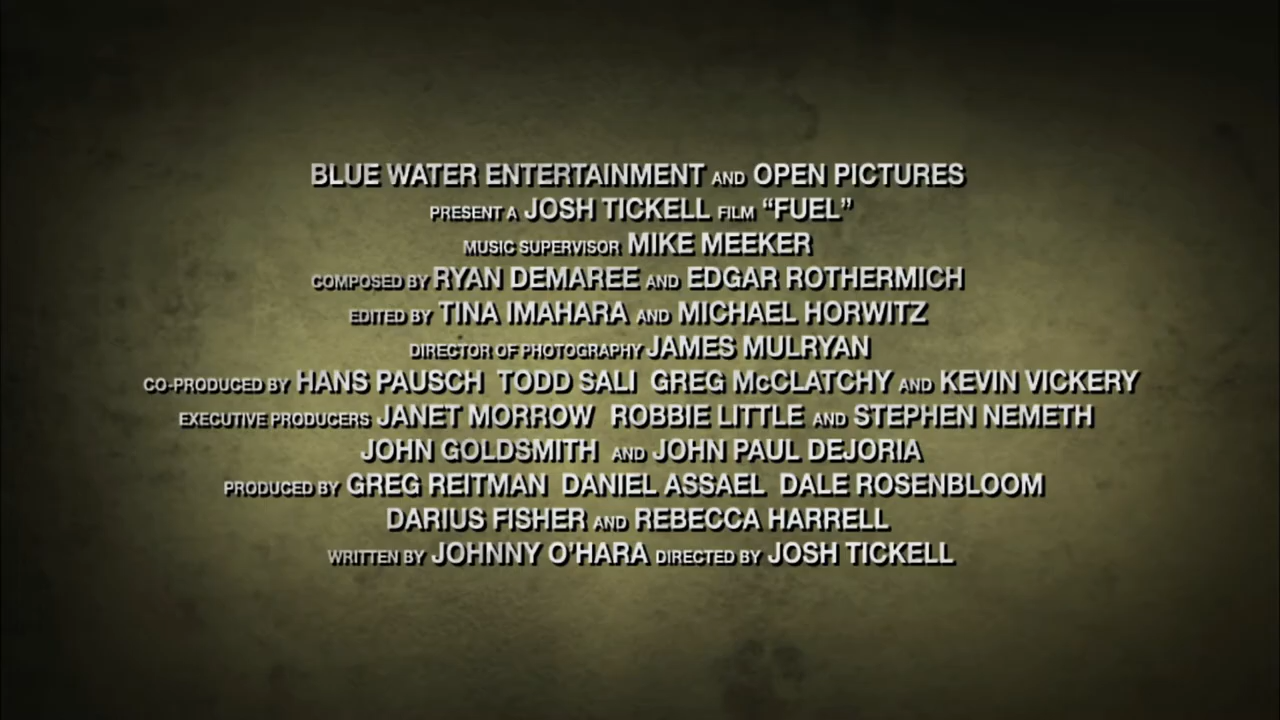 BLUE WATER ENTERTAINMENT AND OPEN PICTURES
PRESENT A JOSH TICKELL FILM “FUEL”
MUSIC SUPERVISOR MIKE MEEKER
COMPOSED BY RYAN DEMAREE AND EDGAR ROTHERMICH
EDITED BY TINA IMAHARA AND MICHAEL HORWITZ
DIRECTOR OF PHOTOGRAPHY JAMES MULRYAN
CO-PRODUCED BY HANS PAUSCH TODD SALI GREG McCLATCHY AND KEVIN VICKERY
EXECUTIVE PRODUCERS JANET MORROW ROBBIE LITTLE AND STEPHEN NEMETH
JOHN GOLDSMITH AND JOHN PAUL DEJORIA
PRODUCED BY GREG REITMAN DANIEL ASSAEL DALE ROSENBLOOM
DARIUS FISHER AND REBECCA HARRELL
WRITTEN BY JOHNNY O’HARA DIRECTED BY JOSH TICKELL